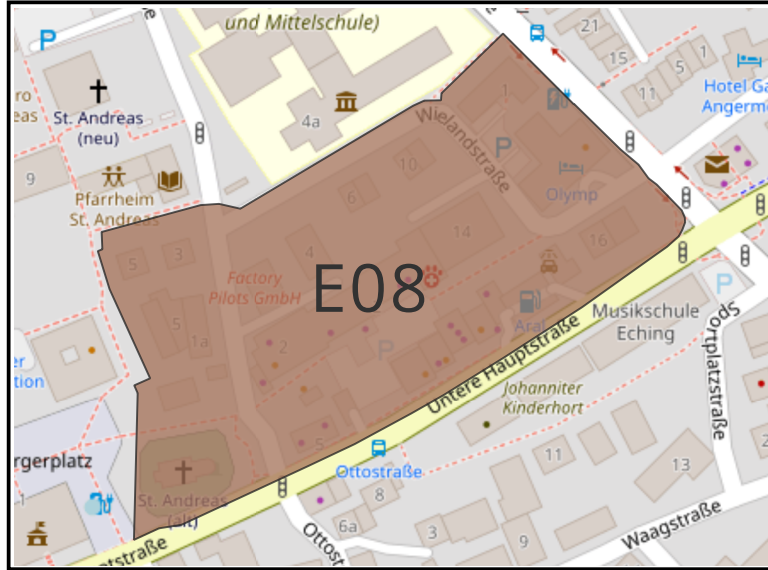 und Mittelschule)
P
21
15
5
1
11
Hotel Ga
Angerm
St. Andreas
(neu)
ro
eas
9
Pfarrheim
St. Andreas
4a
Wielandstraße
1
P
10
6
Olymp
14
16
4
5
3
Factory
Pilots GmbH
E08
P
Musikschule
Eching
Aral
5
1a
2
P
Untere Hauptstraße
Sportplatzstraße
er
tion
Johanniter
Kinderhort
rgerplatz
5
Ottostraße
11
13
2
St. Andreas
(alt)
1
8
6a
3
9
Waagstraße
Ottost
ptstraße